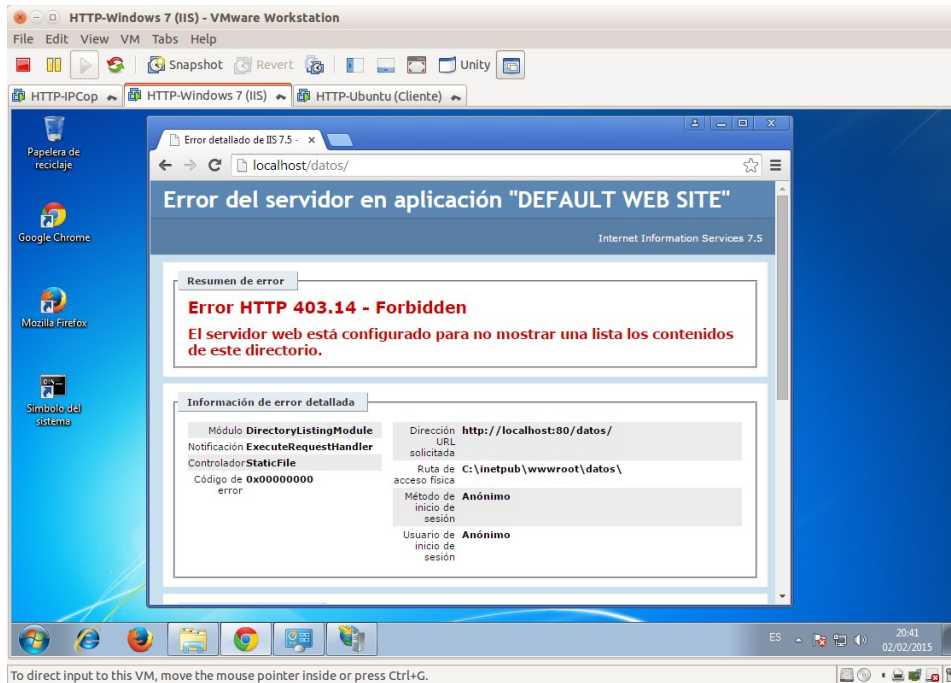 HTTP-Windows 7 (IIS) - VMware Workstation
File Edit View VM Tabs Help
Snapshot Revert Unity
HTTP-IPCop HTTP-Windows 7 (IIS) HTTP-Ubuntu (Cliente)
Papelera de
reciclaje
Google Chrome
Mozilla Firefox
C:\
Símbolo del
sistema
Error detallado de IIS 7.5 -
localhost/datos/
Error del servidor en aplicación "DEFAULT WEB SITE"
Internet Information Services 7.5
Resumen de error
Error HTTP 403.14 - Forbidden
El servidor web está configurado para no mostrar una lista los contenidos
de este directorio.
Información de error detallada
Módulo DirectoryListingModule
Notificación ExecuteRequestHandler
Controlador StaticFile
Código de 0x00000000
error
Dirección http://localhost:80/datos/
URL
solicitada
Ruta de C:\inetpub\wwwroot\datos\
acceso física
Método de Anónimo
inicio de
sesión
Usuario de Anónimo
inicio de
sesión
ES
20:41
02/02/2015
To direct input to this VM, move the mouse pointer inside or press Ctrl+G.